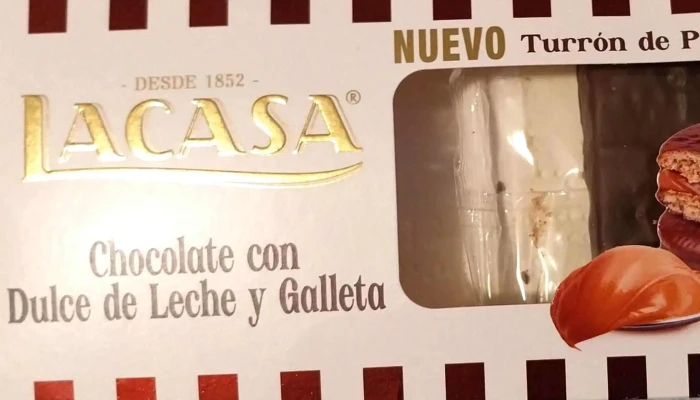 NUEVO Turrón de P
- DESDE 1852 -
LACASA®
Chocolate con
Dulce de Leche y Galleta